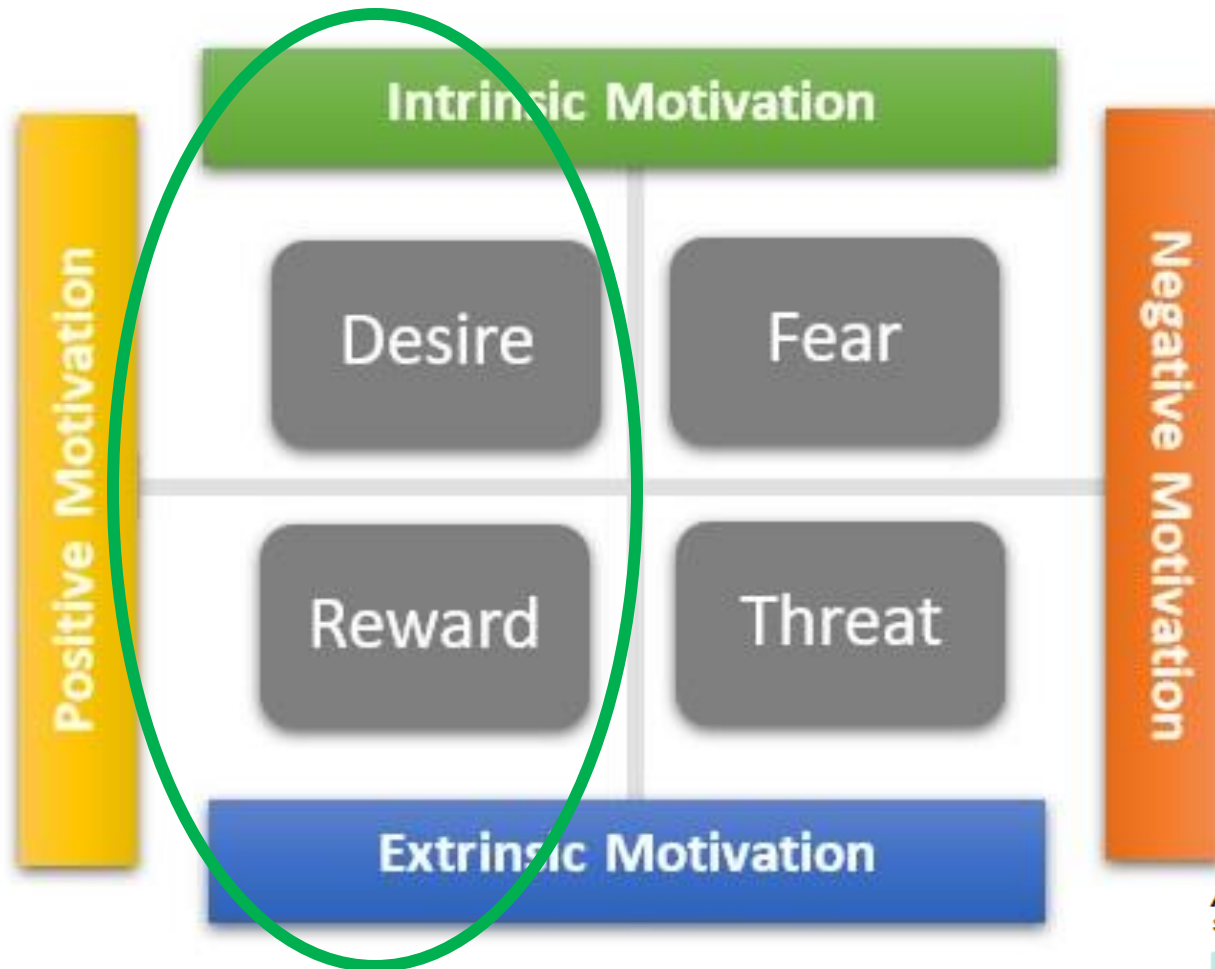 Intrinsic Motivation
Positive Motivation
Desire
Fear
Negative Motivation
Reward
Threat
Extrinsic Motivation